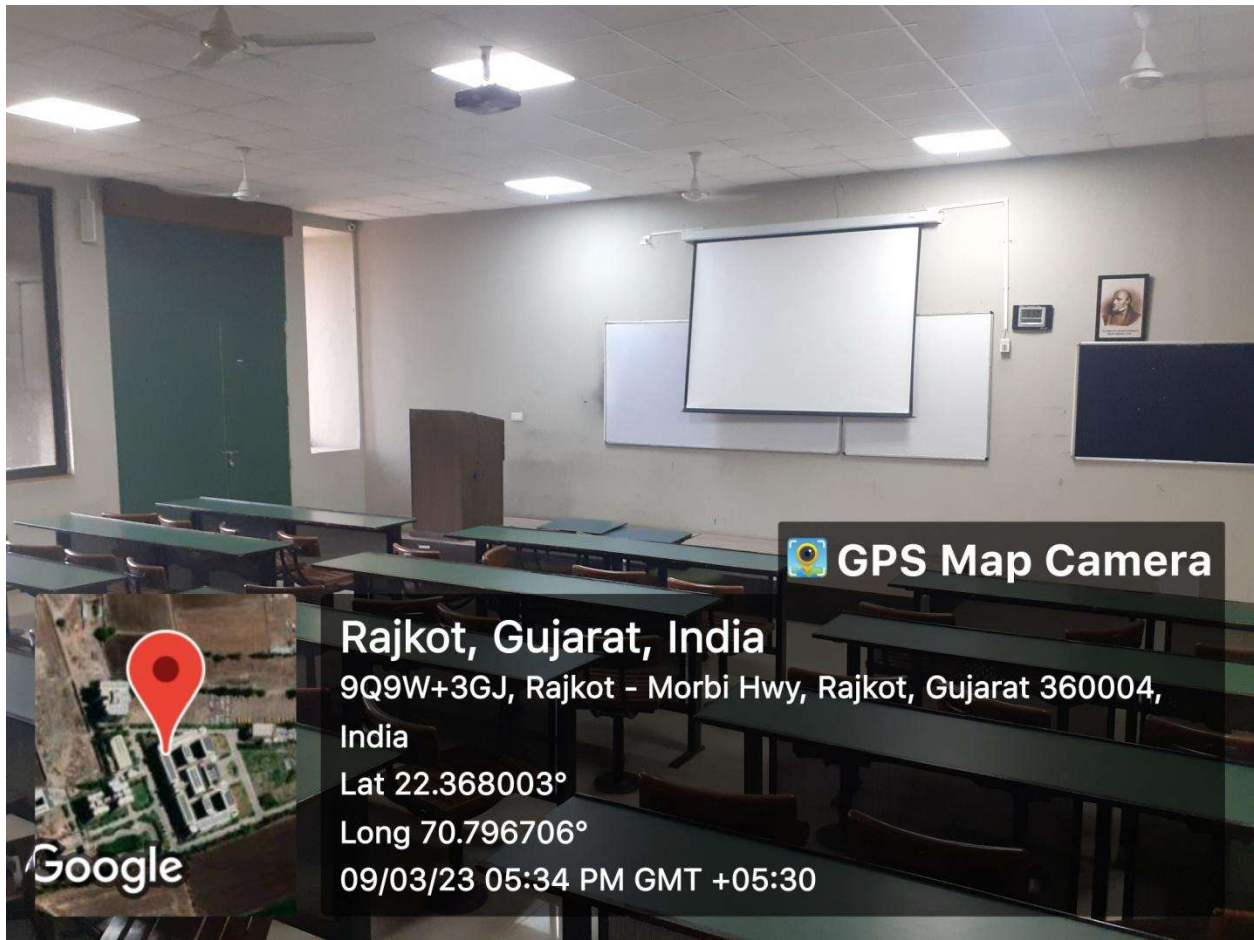 GPS Map Camera
Rajkot, Gujarat, India
9Q9W+3GJ, Rajkot - Morbi Hwy, Rajkot, Gujarat 360004,
India
Lat 22.368003°
Long 70.796706°
09/03/23 05:34 PM GMT +05:30
Google